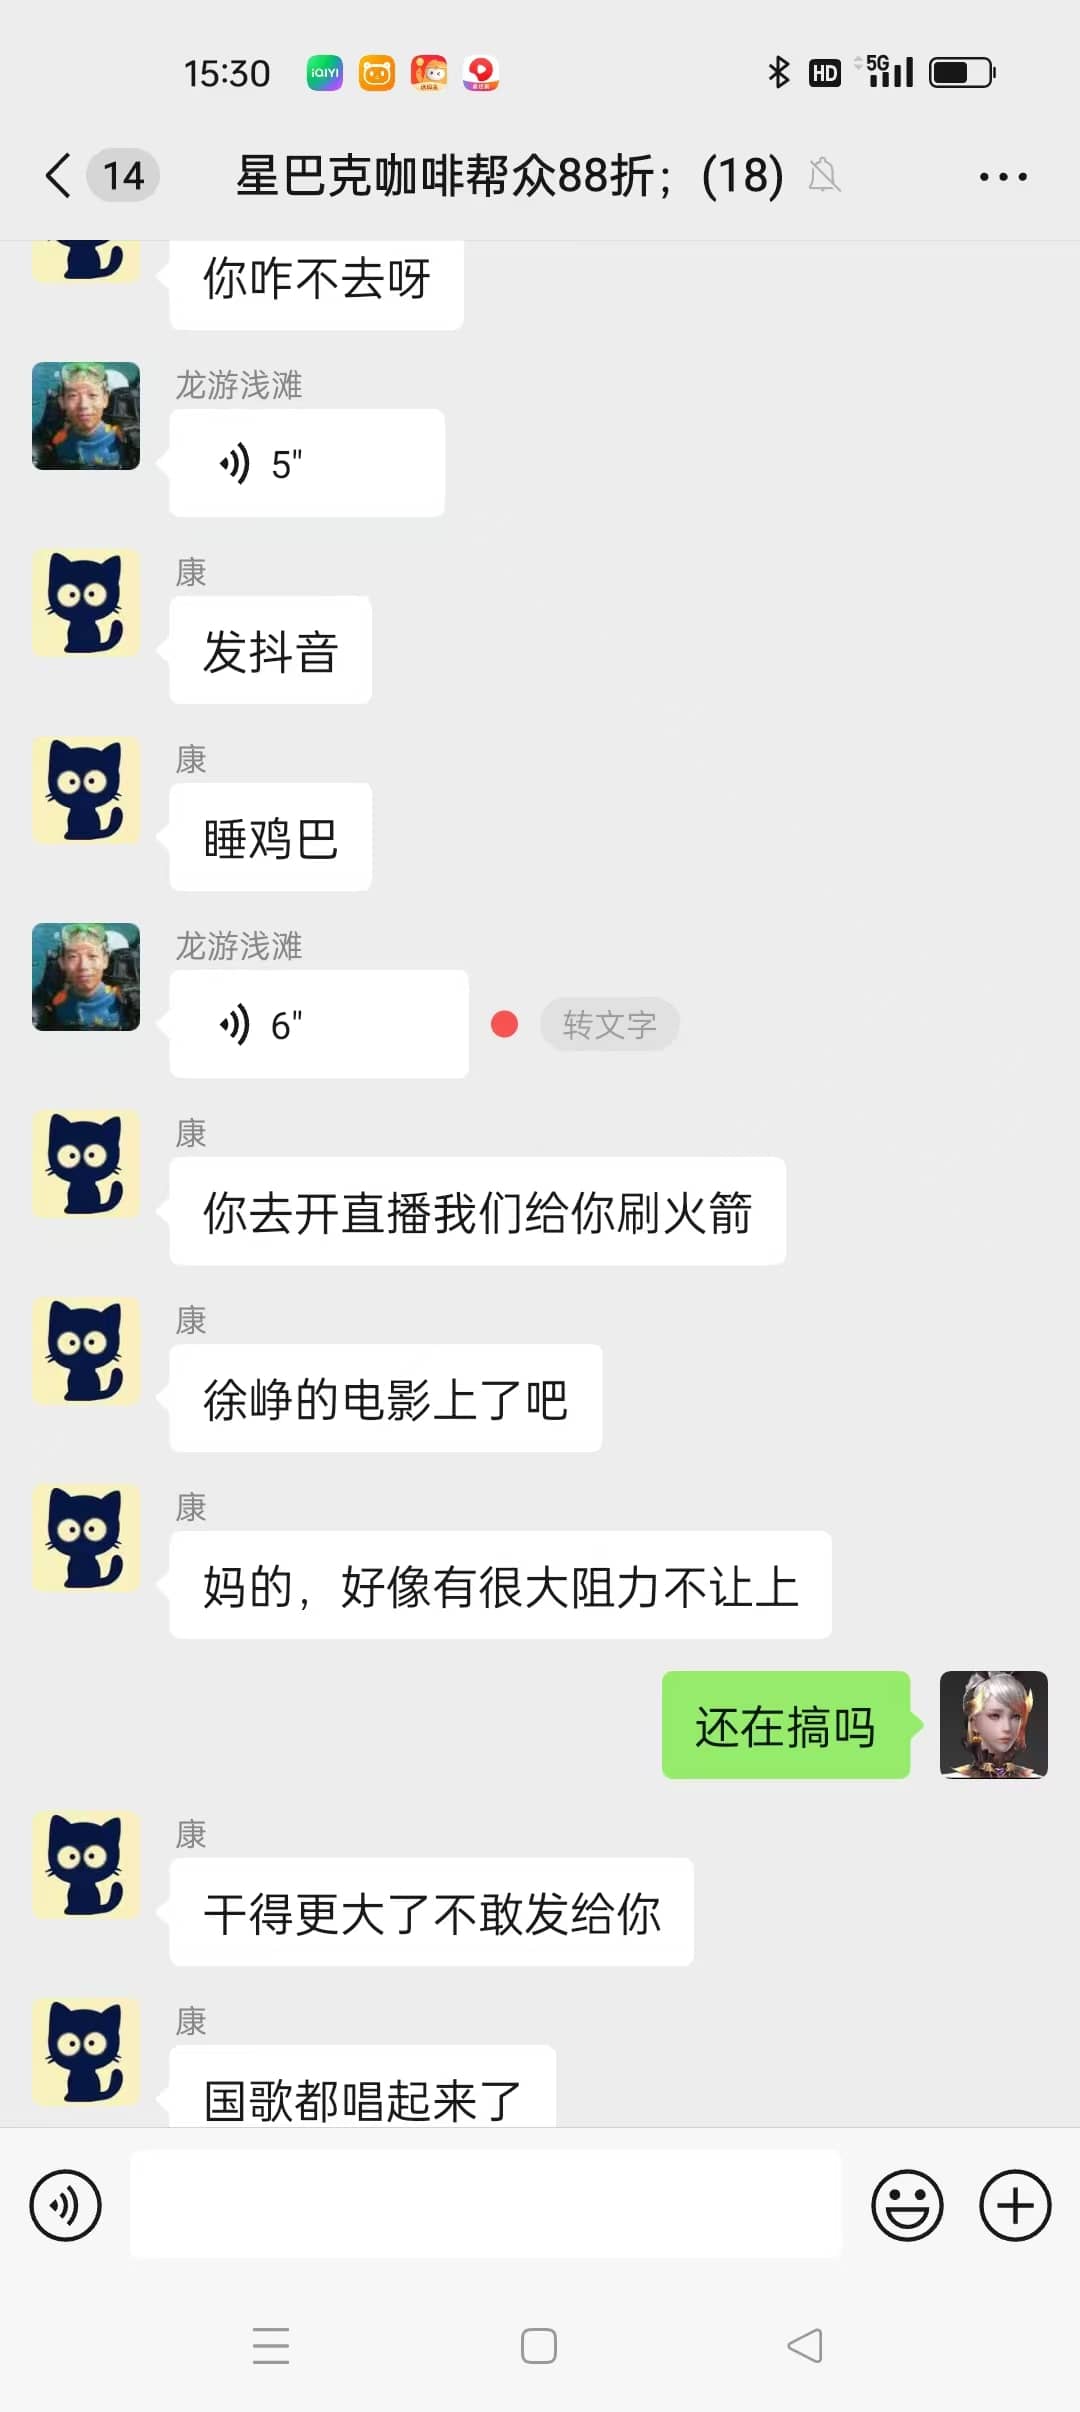 15:30
iQIYI
HD
5G
14
星巴克咖啡帮众88折；(18)
你咋不去呀
龙游浅滩
5"
康
发抖音
康
睡鸡巴
龙游浅滩
6"
转文字
康
你去开直播我们给你刷火箭
康
徐峥的电影上了吧
康
妈的，好像有很大阻力不让上
还在搞吗
康
干得更大了不敢发给你
康
国歌都唱起来了